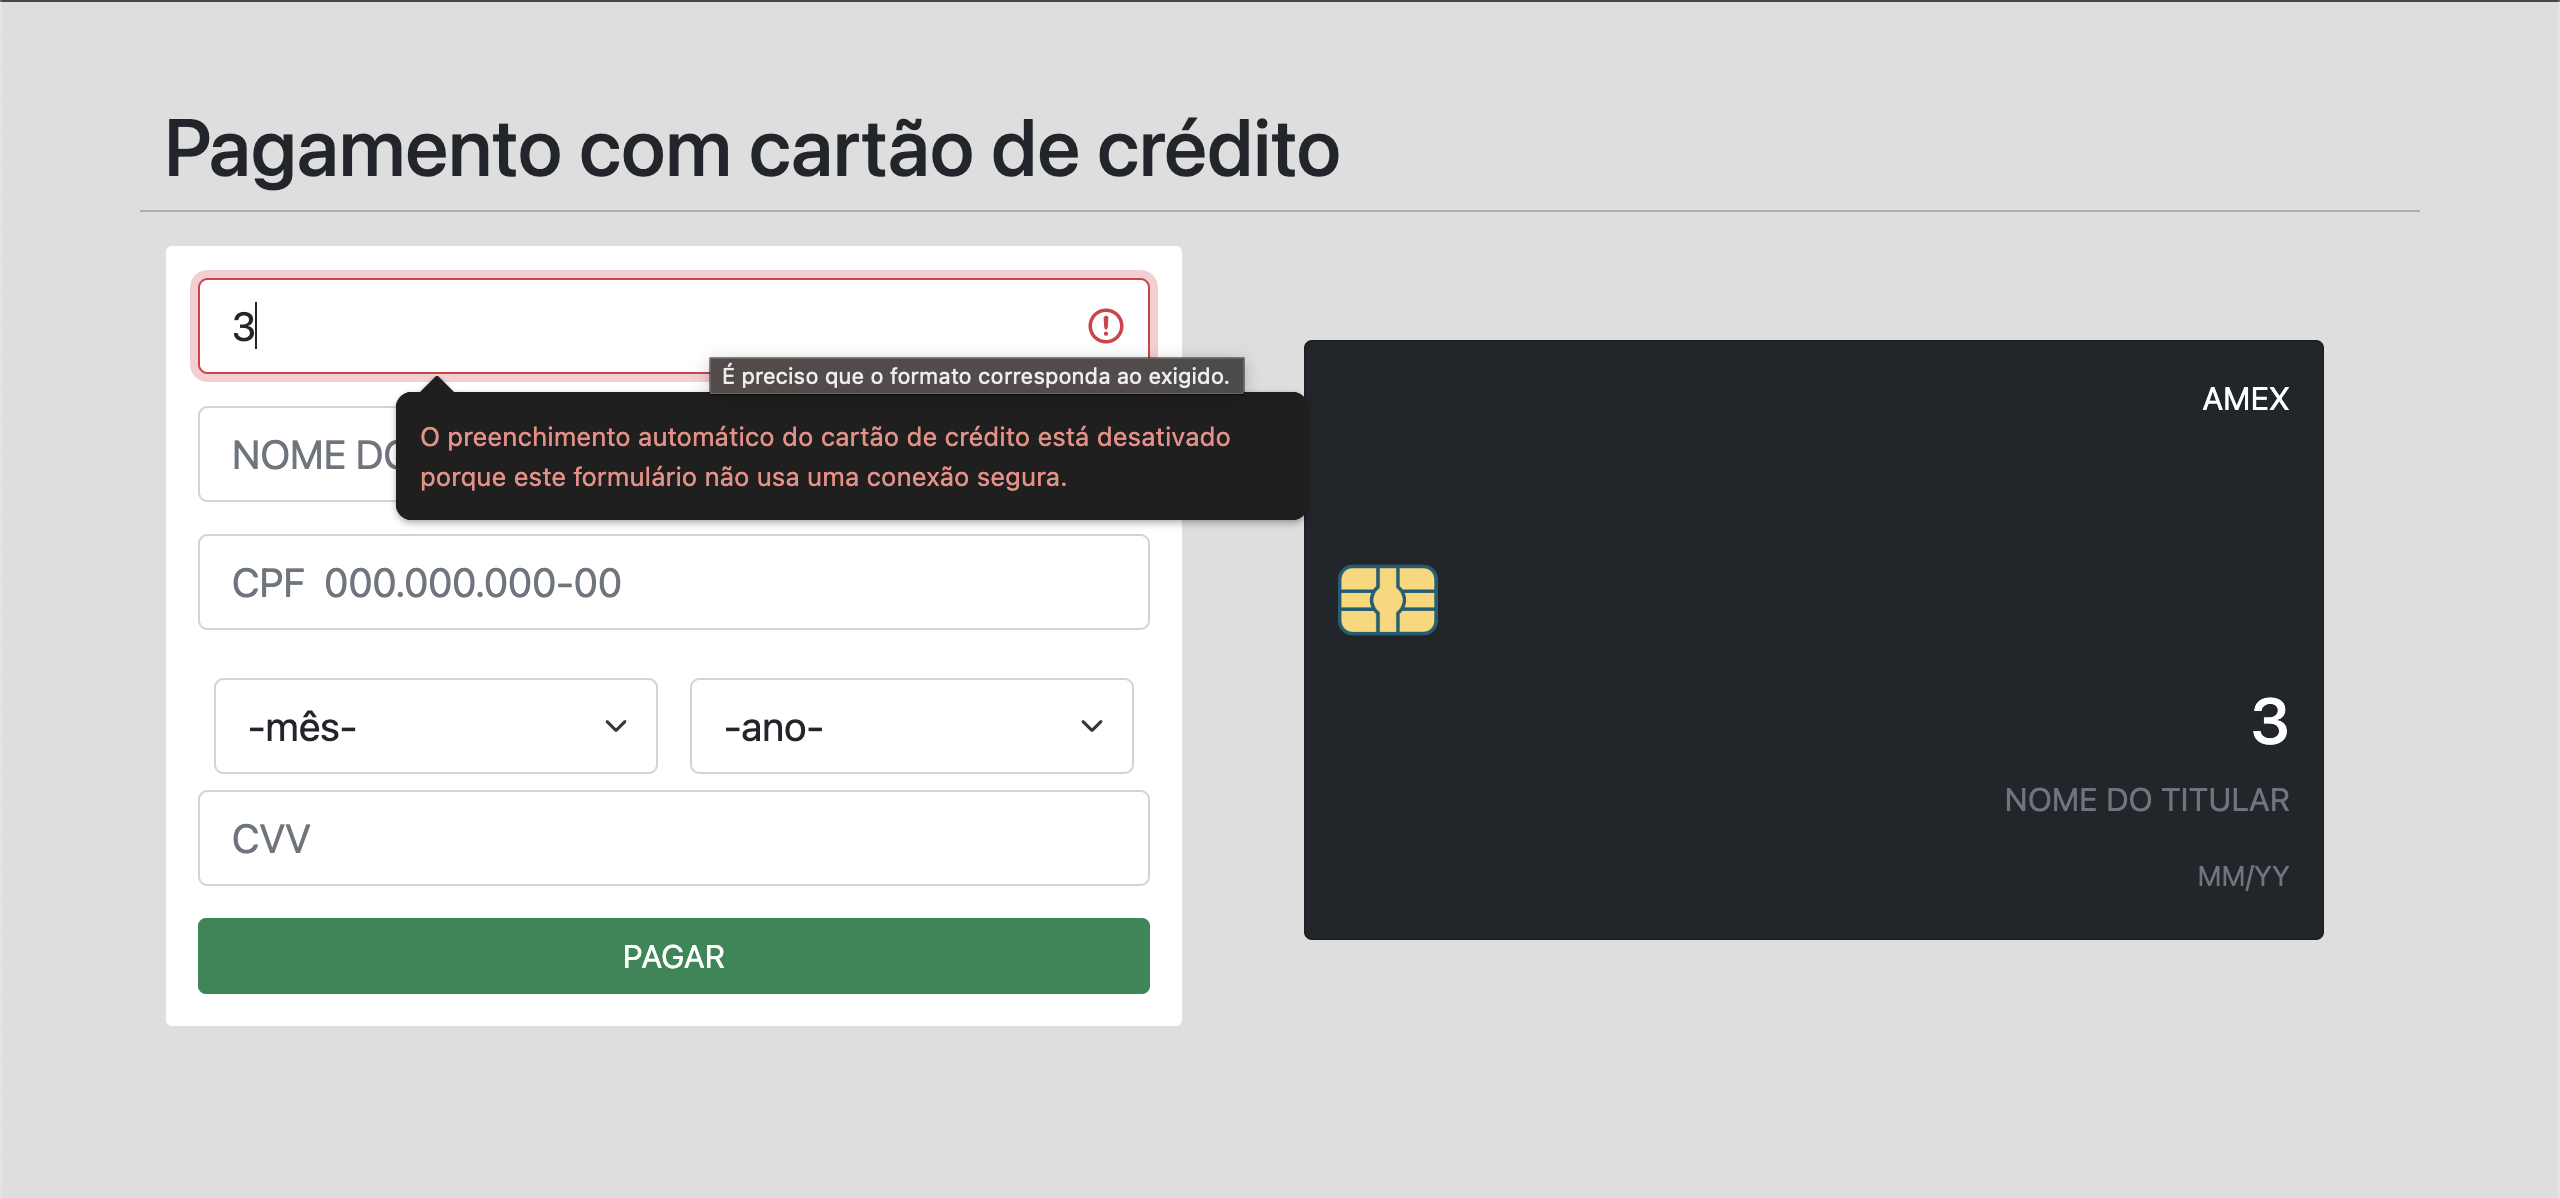 Pagamento com cartão de crédito
3
É preciso que o formato corresponda ao exigido.
O preenchimento automático do cartão de crédito está desativado
porque este formulário não usa uma conexão segura.
NOME DO
CPF 000.000.000-00
-mês-
-ano-
CVV
PAGAR
AMEX
3
NOME DO TITULAR
MM/YY